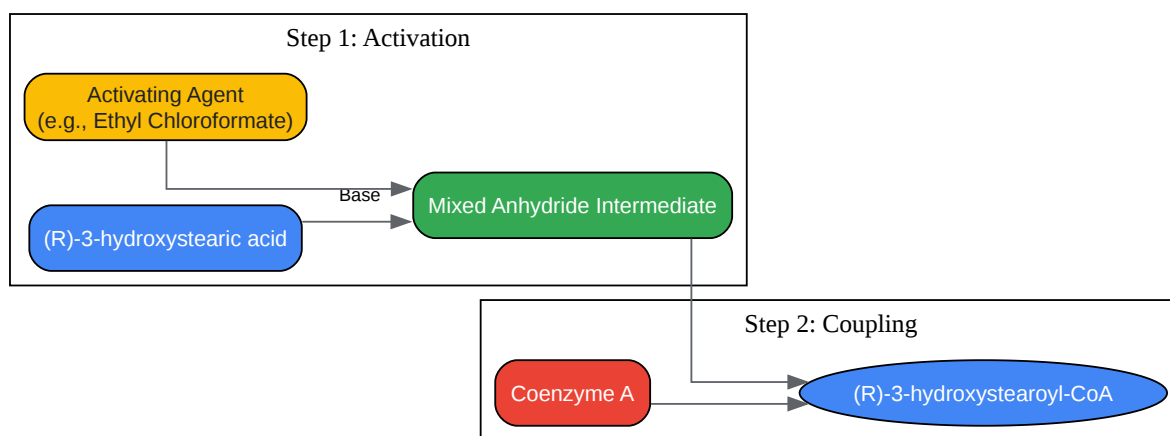 Step 1: Activation
Activating Agent
(e.g., Ethyl Chloroformate)
Base
Mixed Anhydride Intermediate
(R)-3-hydroxystearic acid
Step 2: Coupling
Coenzyme A
(R)-3-hydroxystearoyl-CoA